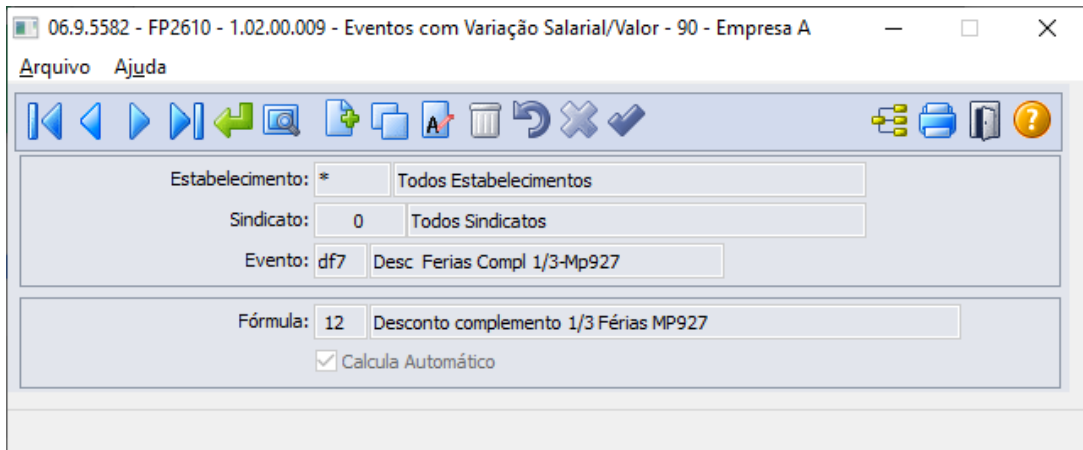 06.9.5582 - FP2610 - 1.02.00.009 - Eventos com Variação Salarial/Valor - 90 - Empresa A
Arquivo Ajuda
Estabelecimento: * Todos Estabelecimentos
Sindicato: 0 Todos Sindicatos
Evento: df7 Desc Ferias Compl 1/3-Mp927
Fórmula: 12 Desconto complemento 1/3 Férias MP927
Calcula Automático